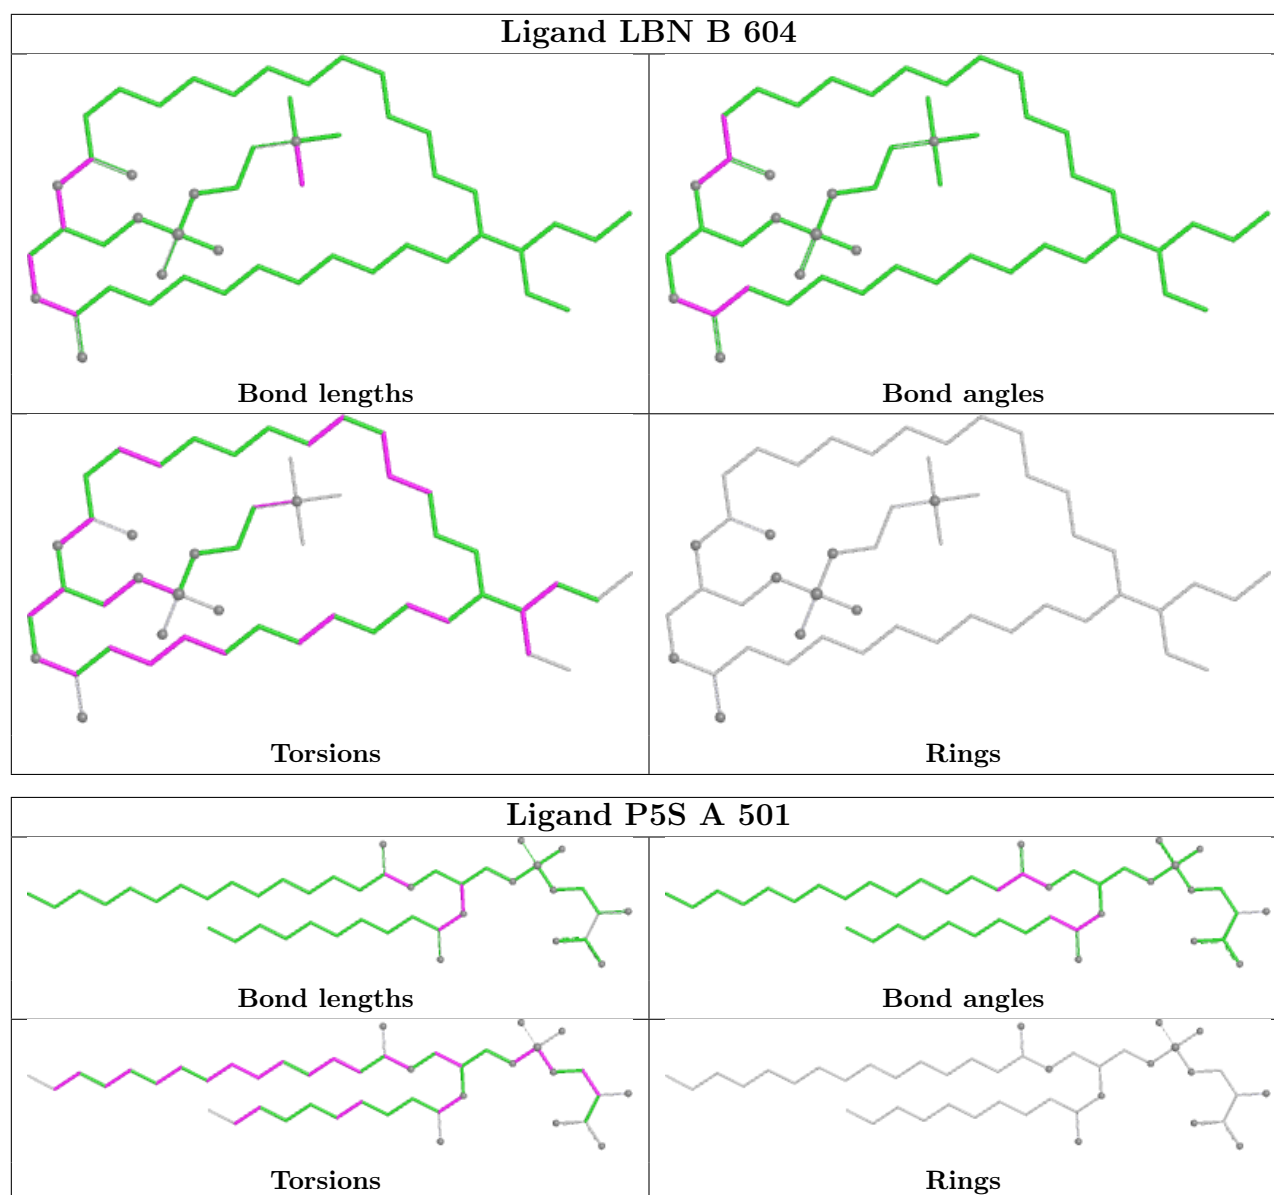 Ligand LBN B 604
Bond lengths
Bond angles
Torsions
Rings
Ligand P5S A 501
Bond lengths
Bond angles
Torsions
Rings